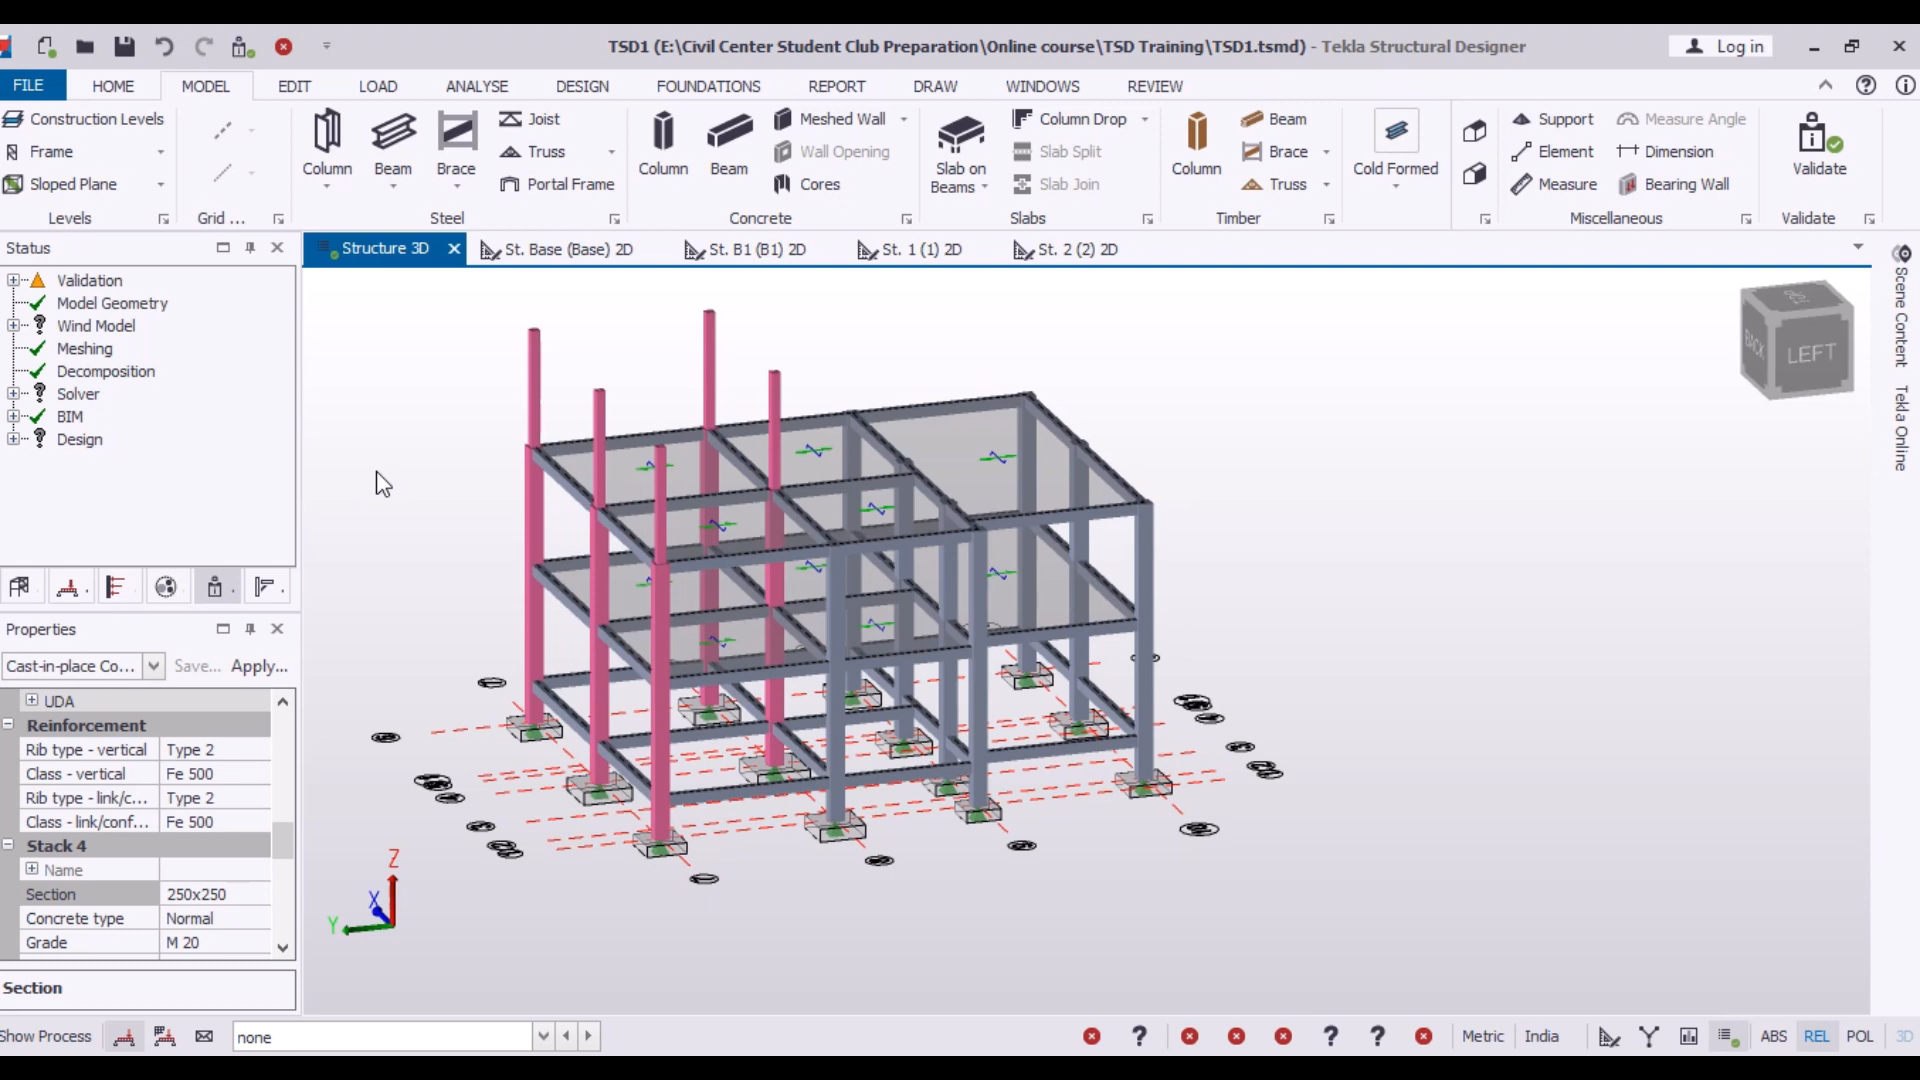 TSD1 (E:\Civil Center Student Club Preparation\Online course\TSD Training\TSD1.tsmd) - Tekla Structural Designer
Log in
FILE HOME MODEL EDIT LOAD ANALYSE DESIGN FOUNDATIONS REPORT DRAW WINDOWS REVIEW
Construction Levels
Frame
Sloped Plane
Levels
Grid ...
Column
Beam
Brace
Joist
Truss
Portal Frame
Steel
Column
Beam
Meshed Wall
Wall Opening
Cores
Concrete
Slab on
Beams
Column Drop
Slab Split
Slab Join
Slabs
Column
Beam
Brace
Truss
Timber
Cold Formed
Support
Element
Measure
Measure Angle
Dimension
Bearing Wall
Miscellaneous
Validate
Validate
Status
Validation
Model Geometry
Wind Model
Meshing
Decomposition
Solver
BIM
Design
Structure 3D
St. Base (Base) 2D
St. B1 (B1) 2D
St. 1 (1) 2D
St. 2 (2) 2D
TOP
BACK
LEFT
Scene Content
Tekla Online
Properties
Cast-in-place Co...
Save...
Apply...
UDA
Reinforcement
Rib type - vertical Type 2
Class - vertical Fe 500
Rib type - link/c... Type 2
Class - link/conf... Fe 500
Stack 4
Name
Section 250x250
Concrete type Normal
Grade M 20
Section
Z
X
Y
Show Process
none
Metric
India
ABS
REL
POL
3D